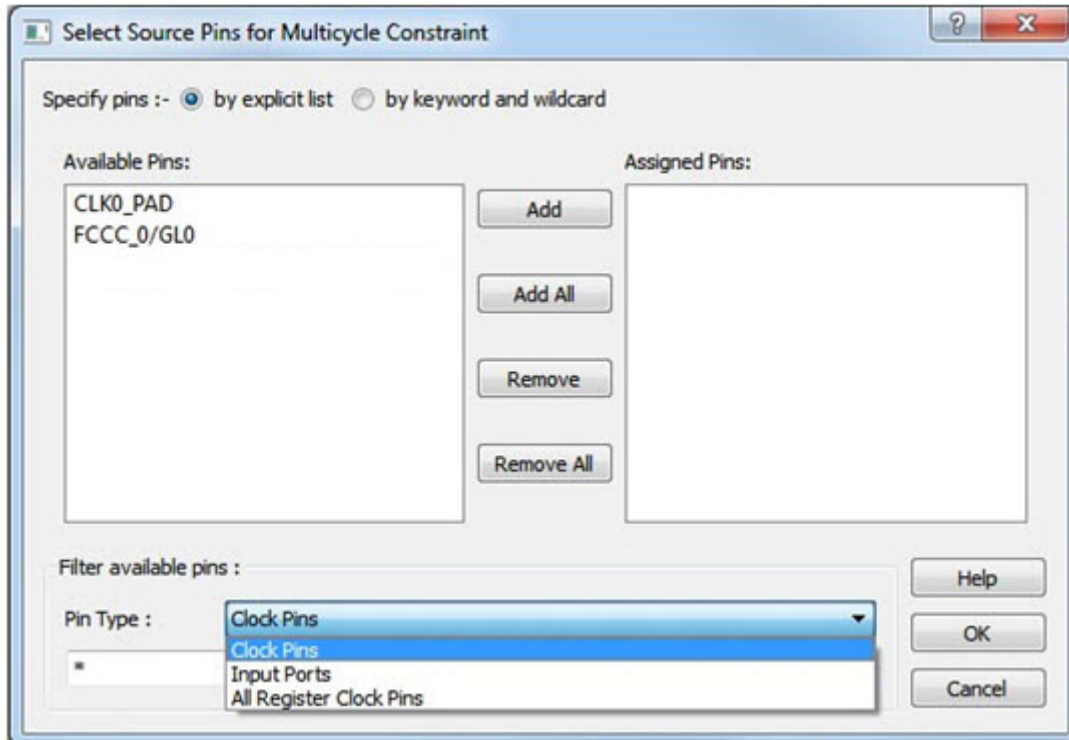 Select Source Pins for Multicycle Constraint
Specify pins :- by explicit list by keyword and wildcard
Available Pins: Assigned Pins:
CLK0_PAD
FCCC_0/GL0
Add
Add All
Remove
Remove All
Filter available pins :
Pin Type : Clock Pins
Clock Pins
Input Ports
All Register Clock Pins
*
Help
OK
Cancel